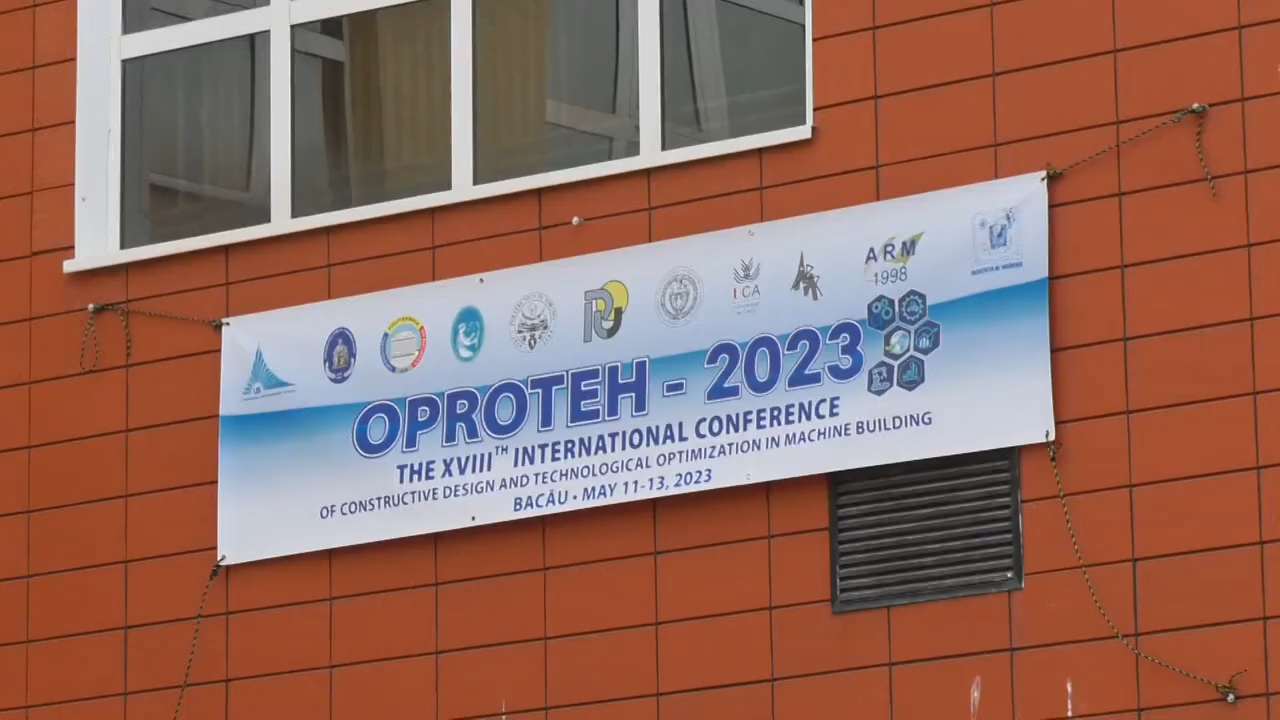 ARM
1998
OPROTEH - 2023
THE XVIIITH INTERNATIONAL CONFERENCE
OF CONSTRUCTIVE DESIGN AND TECHNOLOGICAL OPTIMIZATION IN MACHINE BUILDING
BACĂU • MAY 11-13, 2023